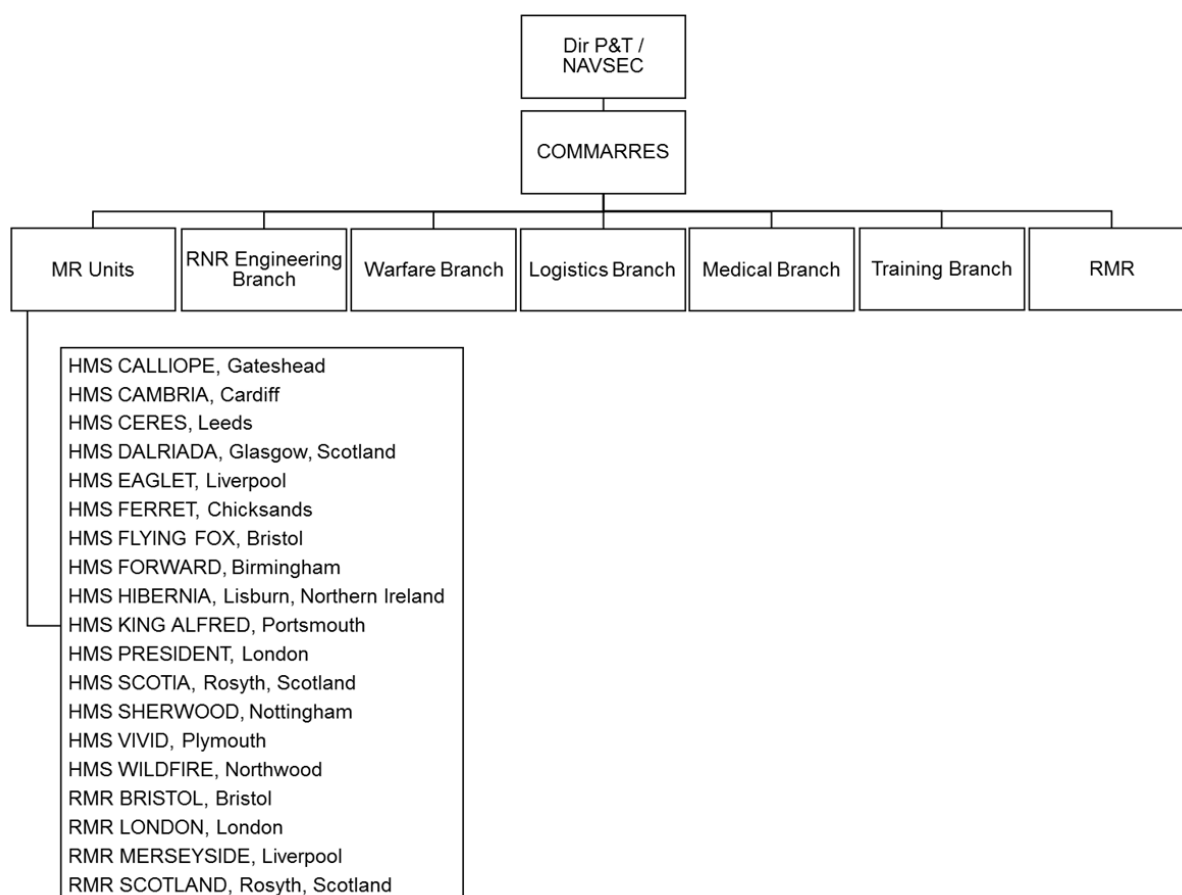 Dir P&T /
NAVSEC
COMMARRES
MR Units
RNR Engineering
Branch
Warfare Branch
Logistics Branch
Medical Branch
Training Branch
RMR
HMS CALLIOPE, Gateshead
HMS CAMBRIA, Cardiff
HMS CERES, Leeds
HMS DALRIADA, Glasgow, Scotland
HMS EAGLET, Liverpool
HMS FERRET, Chicksands
HMS FLYING FOX, Bristol
HMS FORWARD, Birmingham
HMS HIBERNIA, Lisburn, Northern Ireland
HMS KING ALFRED, Portsmouth
HMS PRESIDENT, London
HMS SCOTIA, Rosyth, Scotland
HMS SHERWOOD, Nottingham
HMS VIVID, Plymouth
HMS WILDFIRE, Northwood
RMR BRISTOL, Bristol
RMR LONDON, London
RMR MERSEYSIDE, Liverpool
RMR SCOTLAND, Rosyth, Scotland